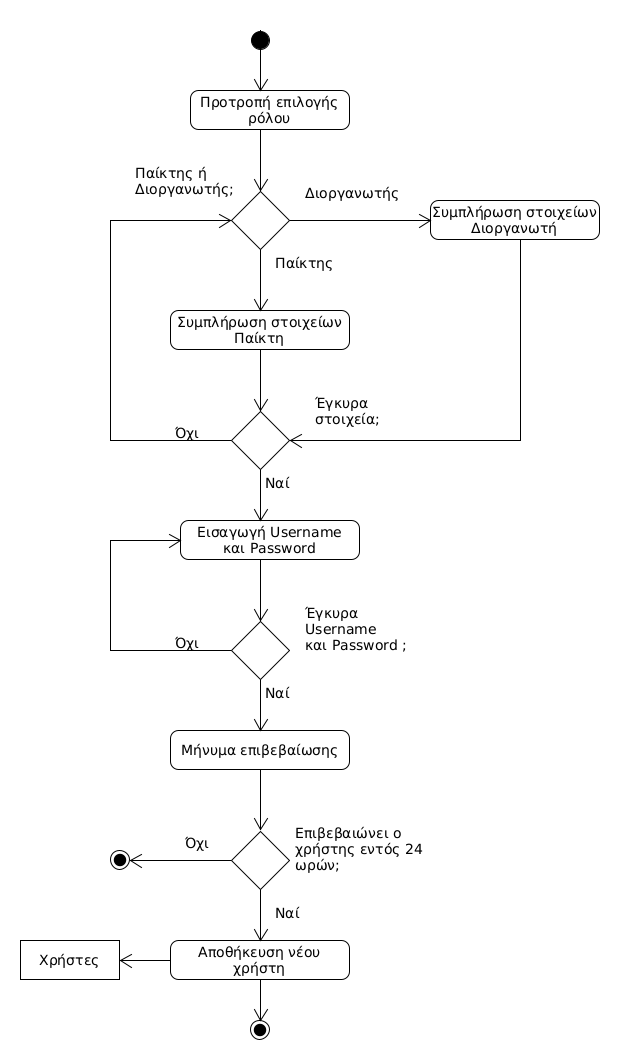 Προτροπή επιλογής
ρόλου
Παίκτης ή
Διοργανωτής;
Διοργανωτής
Συμπλήρωση στοιχείων
Διοργανωτή
Παίκτης
Συμπλήρωση στοιχείων
Παίκτη
Έγκυρα
στοιχεία;
Όχι
Ναί
Εισαγωγή Username
και Password
Έγκυρα
Username
και Password ;
Όχι
Ναί
Μήνυμα επιβεβαίωσης
Επιβεβαιώνει ο
χρήστης εντός 24
ωρών;
Όχι
Ναί
Αποθήκευση νέου
χρήστη
Χρήστες